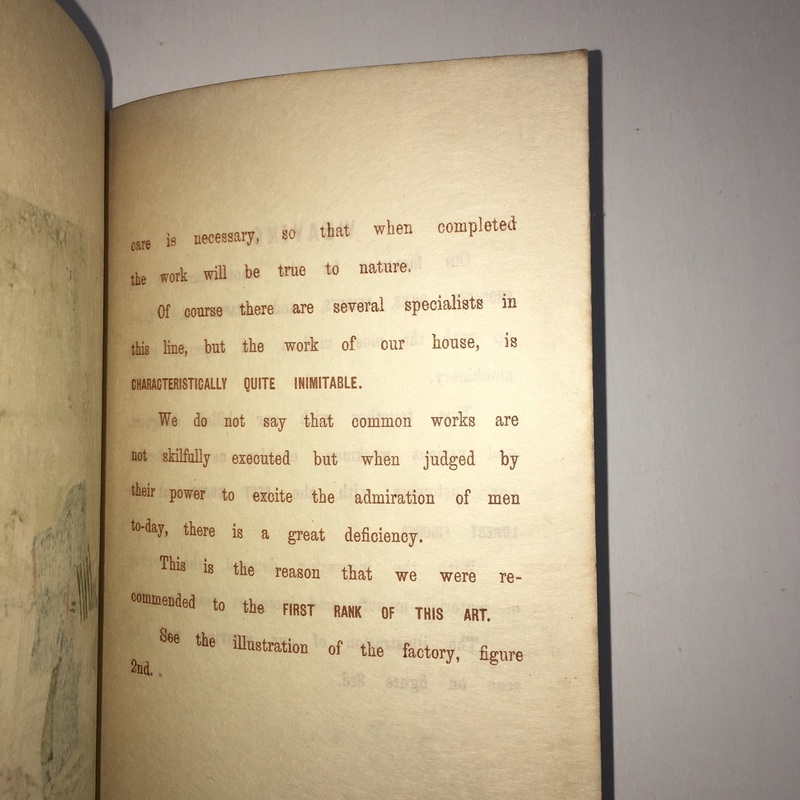 care is necessary, so that when completed
the work will be true to nature.
Of course there are several specialists in
this line, but the work of our house, is
CHARACTERISTICALLY QUITE INIMITABLE.
We do not say that common works are
not skilfully executed but when judged by
their power to excite the admiration of men
to-day, there is a great deficiency.
This is the reason that we were re-
commended to the FIRST RANK OF THIS ART.
See the illustration of the factory, figure
2nd.